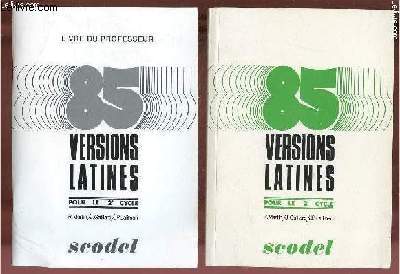 LIVRE DU PROFESSEUR
85
VERSIONS
LATINES
POUR LE 2e CYCLE
scodel
85
VERSIONS
LATINES
POUR LE 2e CYCLE
scodel